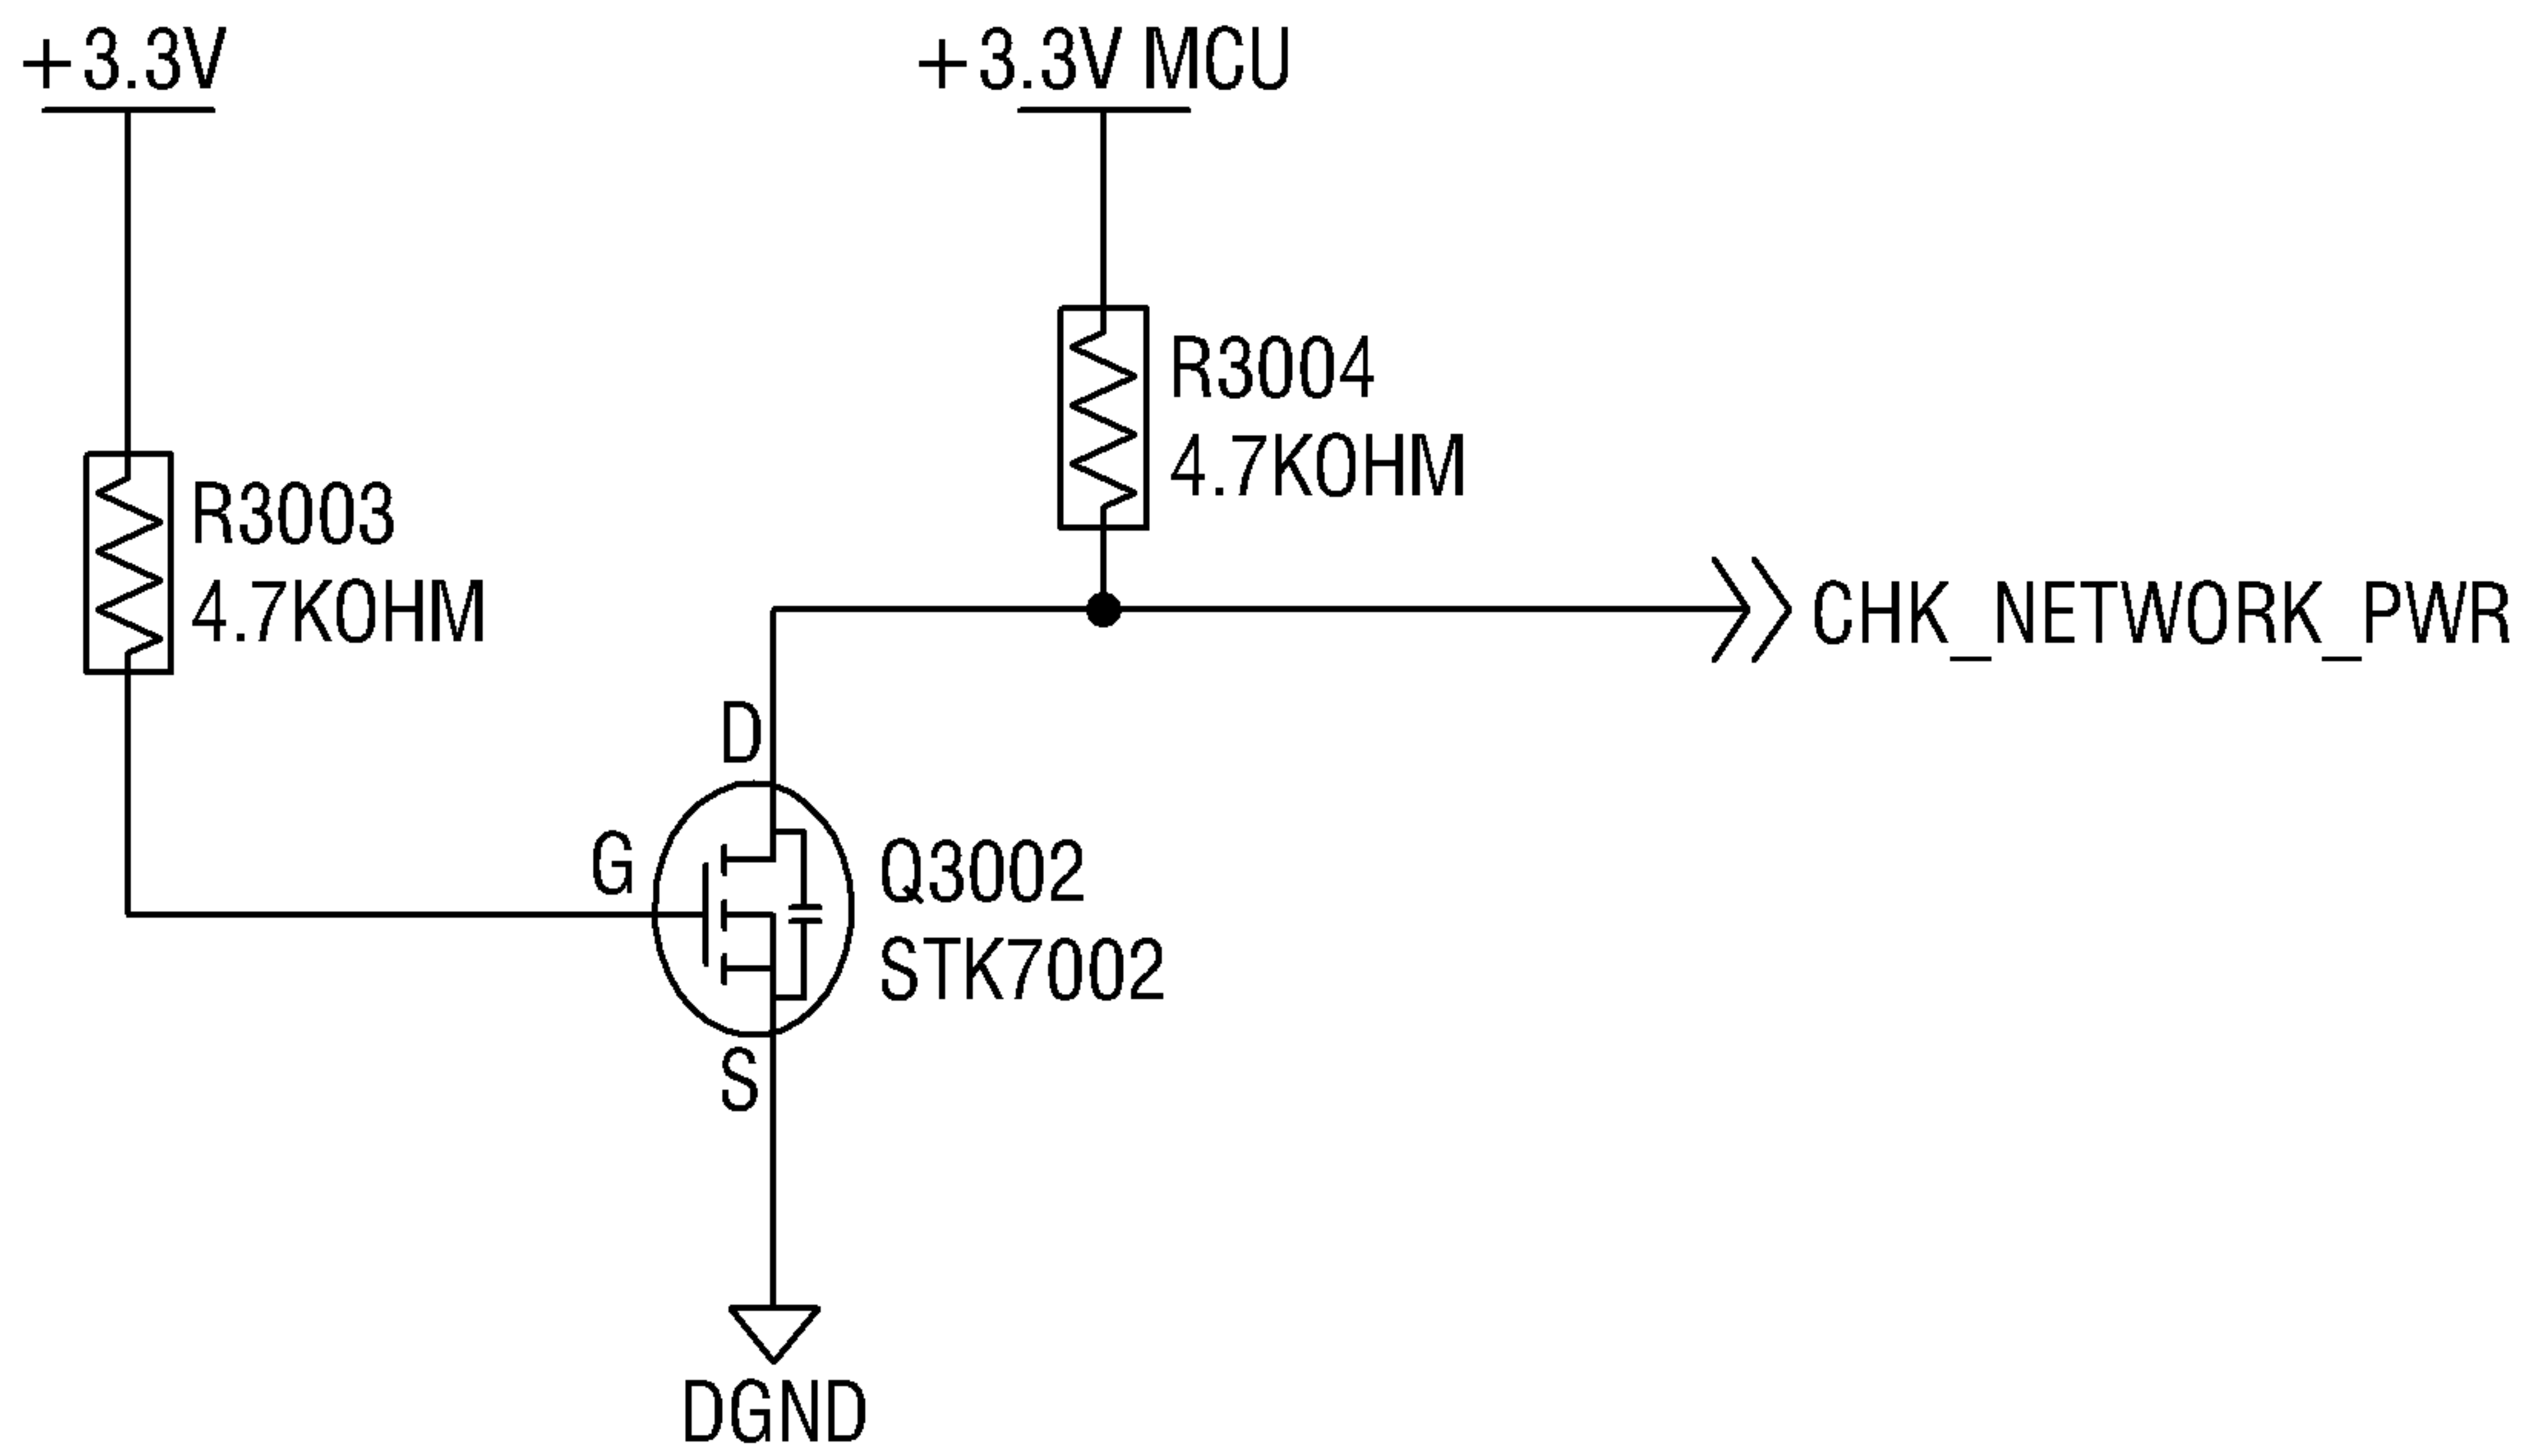 +3.3V
+3.3V MCU
R3004
4.7KOHM
R3003
4.7KOHM
CHK_NETWORK_PWR
D
G
Q3002
STK7002
S
DGND